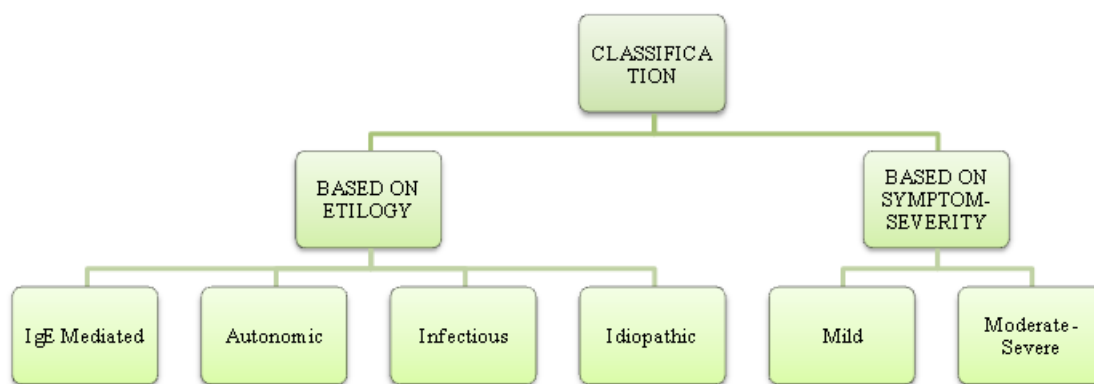 CLASSIFICA
TION
BASED ON
ETILOGY
BASED ON
SYMPTOM-
SEVERITY
IgE Mediated
Autonomic
Infectious
Idiopathic
Mild
Moderate-
Severe